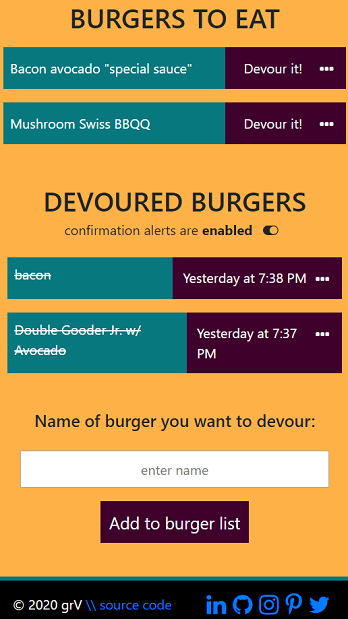 BURGERS TO EAT
Bacon avocado "special sauce" Devour it! •••
Mushroom Swiss BBQQ Devour it! •••
DEVOURED BURGERS
confirmation alerts are enabled
bacon Yesterday at 7:38 PM •••
Double Gooder Jr. w/ Yesterday at 7:37 •••
Avocado PM
Name of burger you want to devour:
enter name
Add to burger list
© 2020 grV \\ source code